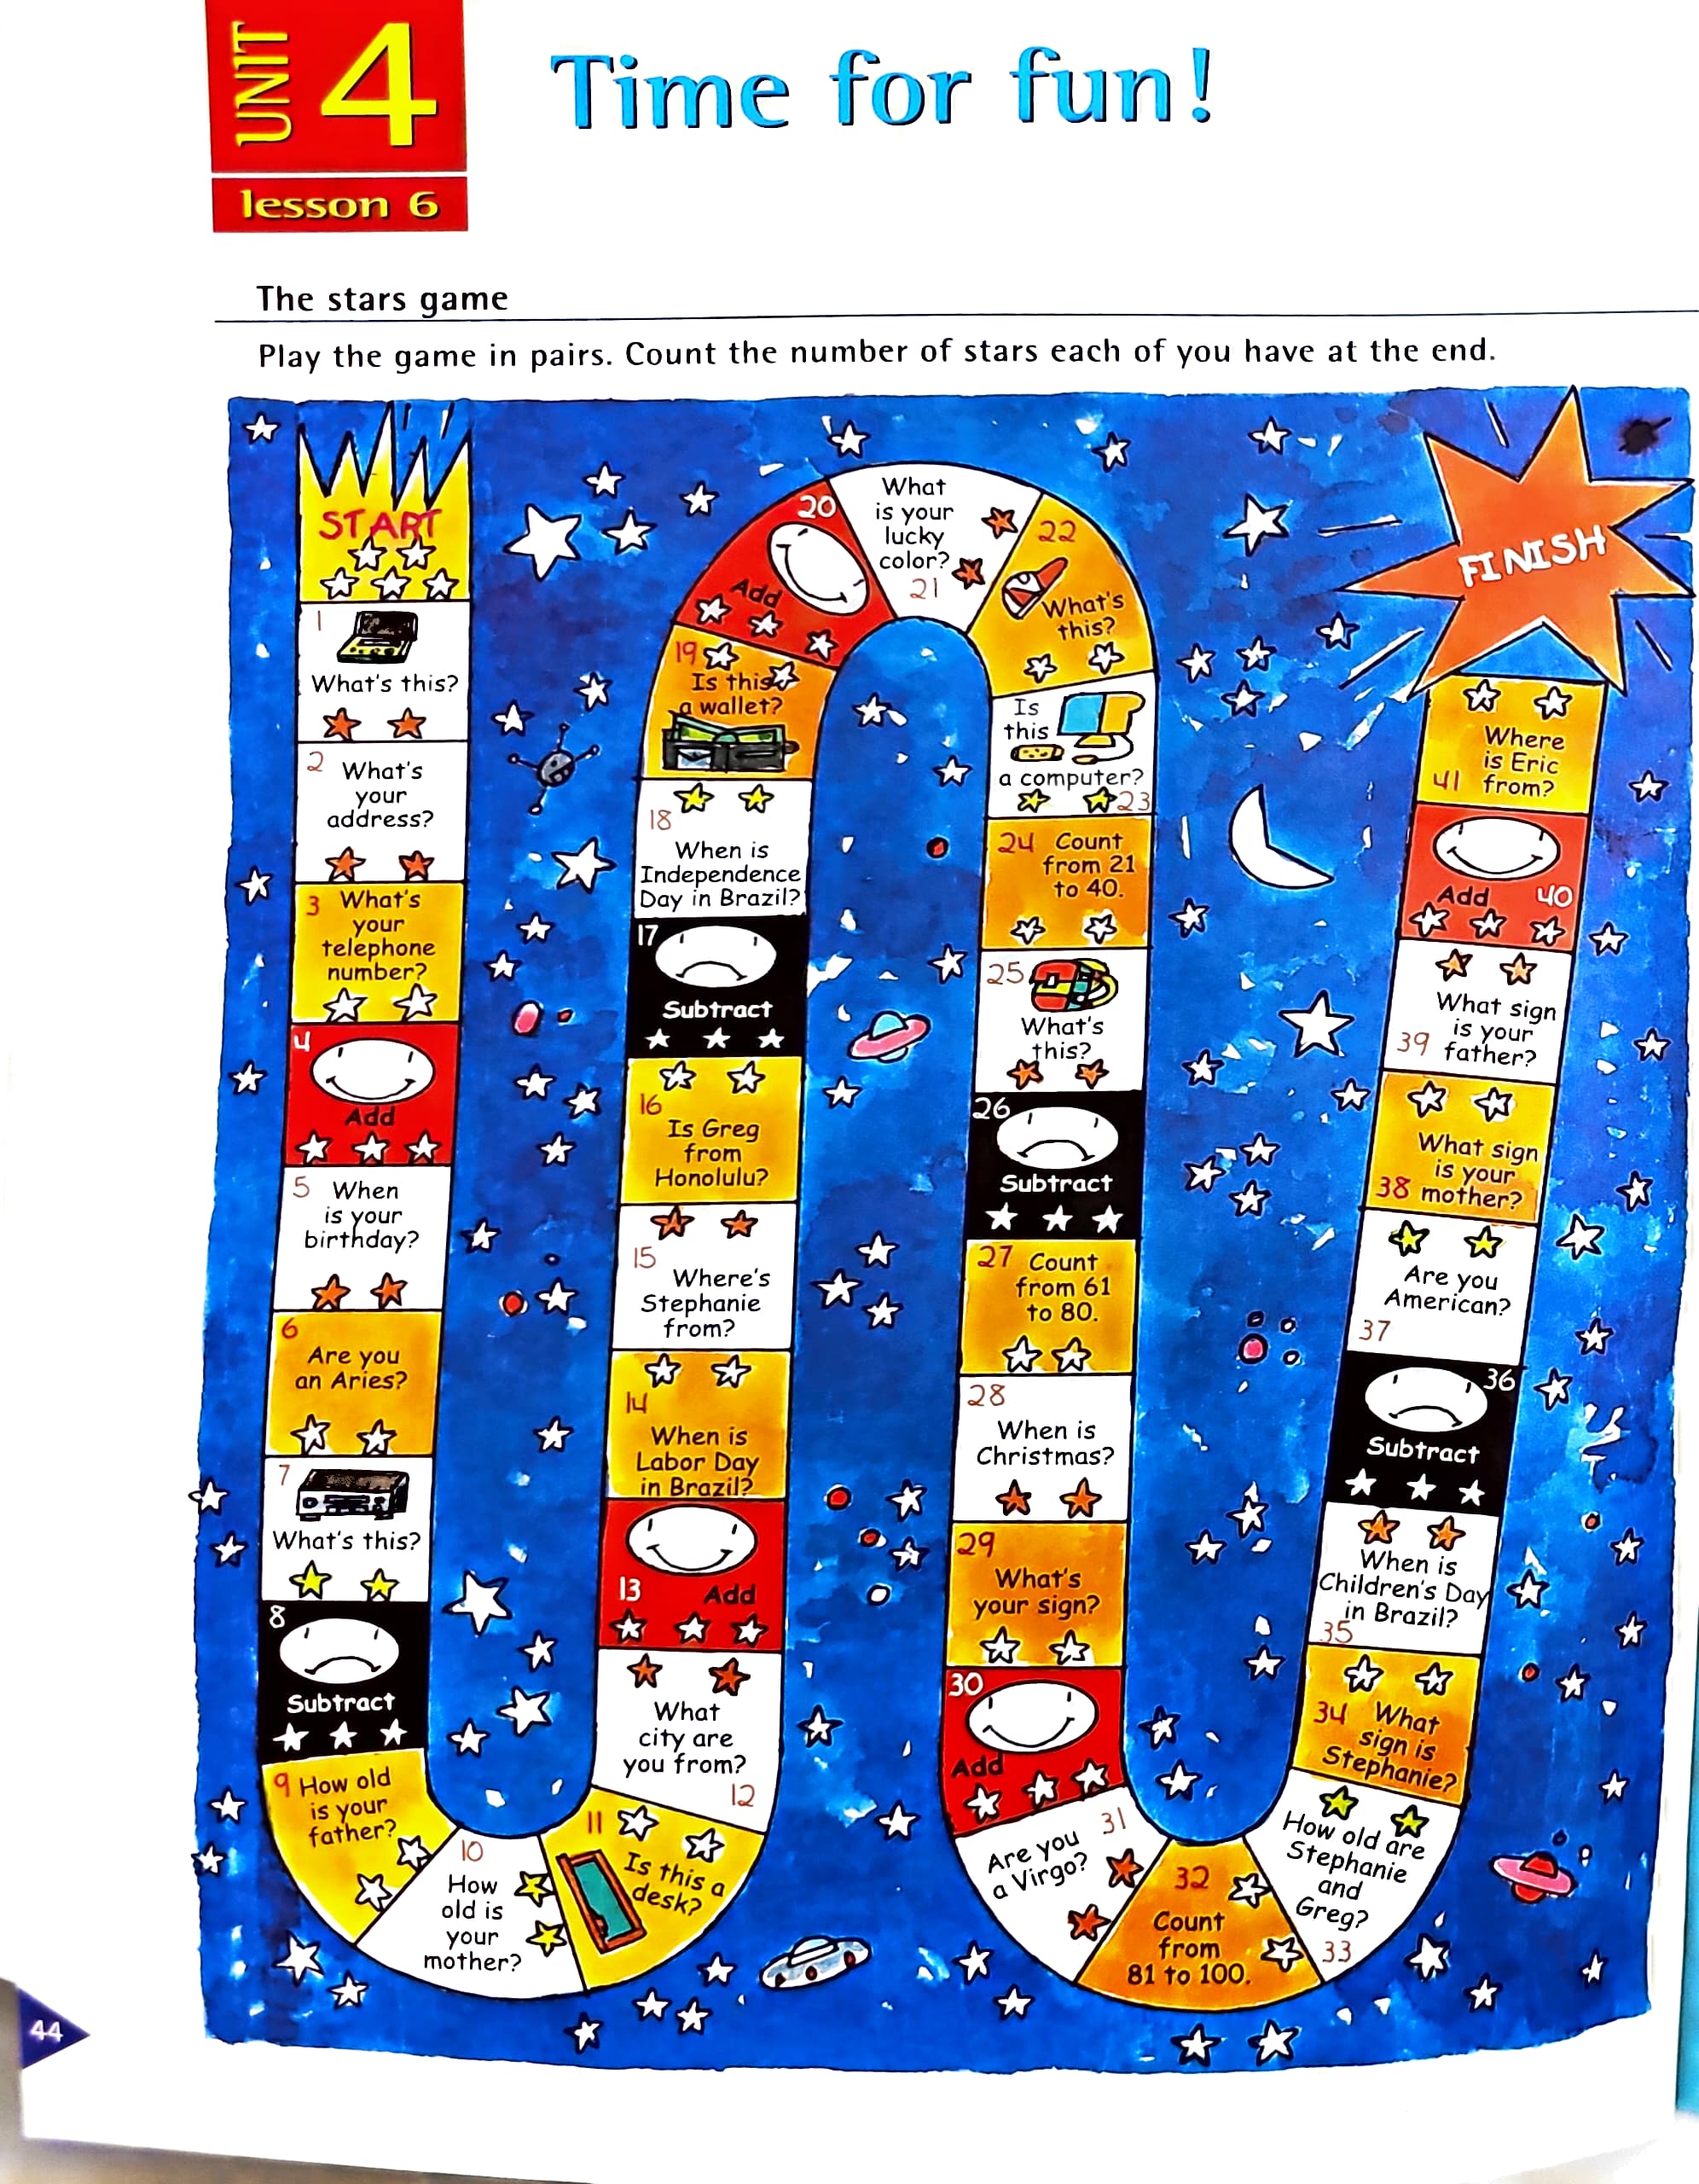 UNIT 4
lesson 6
Time for fun!
The stars game
Play the game in pairs. Count the number of stars each of you have at the end.
START
1
What's this?
2 What's
your
address?
3 What's
your
telephone
number?
4
Add
5 When
is your
birthday?
6
Are you
an Aries?
7
What's this?
8
Subtract
9 How old
is your
father?
10
How
old is
your
mother?
11
Is this a
desk?
What
city are
you from?
12
13 Add
14
When is
Labor Day
in Brazil?
15
Where's
Stephanie
from?
16
Is Greg
from
Honolulu?
17
Subtract
18
When is
Independence
Day in Brazil?
19
Is this
a wallet?
20
Add
What
is your
lucky
color?
21
22
What's
this?
Is
this
a computer?
23
24 Count
from 21
to 40.
25
What's
this?
26
Subtract
27 Count
from 61
to 80.
28
When is
Christmas?
29
What's
your sign?
30
Add
31
Are you
a Virgo?
32
Count
from
81 to 100.
How old are
Stephanie
and
Greg?
33
34 What
sign is
Stephanie?
When is
Children's Day
in Brazil?
35
36
Subtract
Are you
American?
37
What sign
is your
38 mother?
What sign
is your
39 father?
Add 40
Where
is Eric
41 from?
FINISH
44